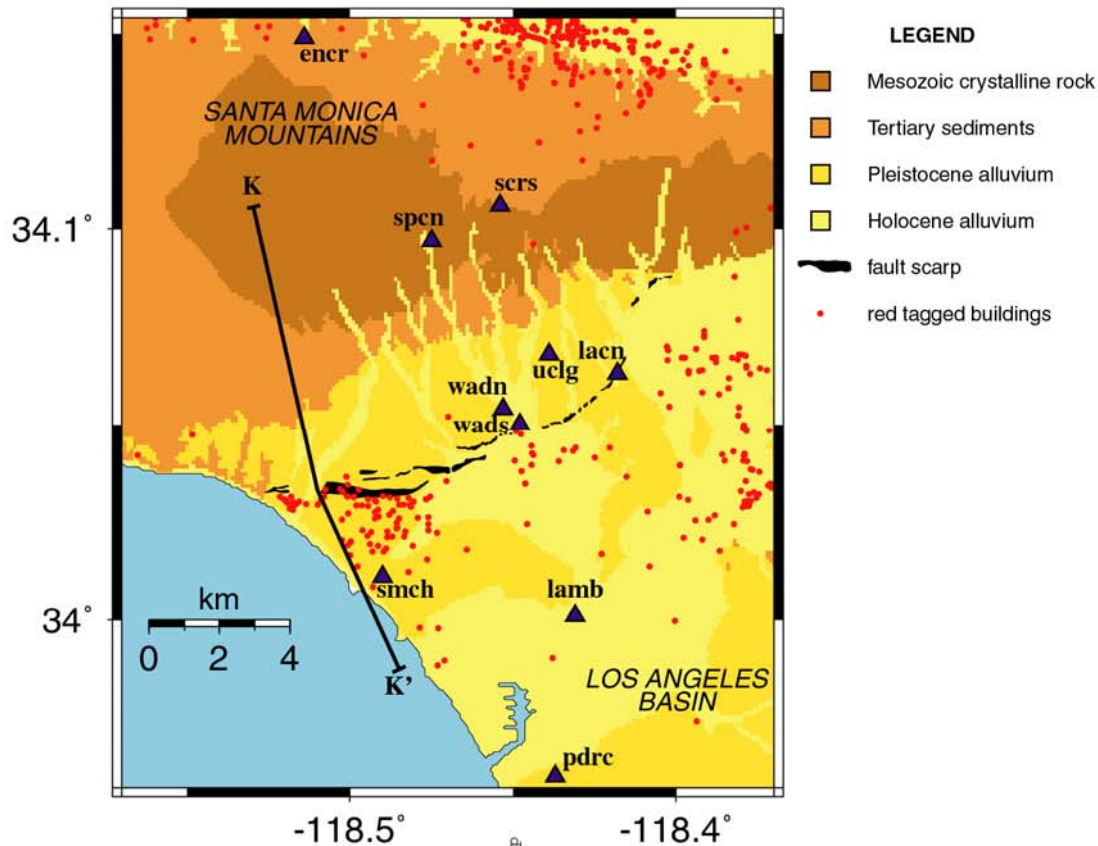 encr
SANTA MONICA
MOUNTAINS
K
scrs
spcn
34.1°
lacn
uclg
wadn
wads
smch
lamb
34°
km
0 2 4
K’
LOS ANGELES
BASIN
pdrc
-118.5°
-118.4°
LEGEND
Mesozoic crystalline rock
Tertiary sediments
Pleistocene alluvium
Holocene alluvium
fault scarp
red tagged buildings